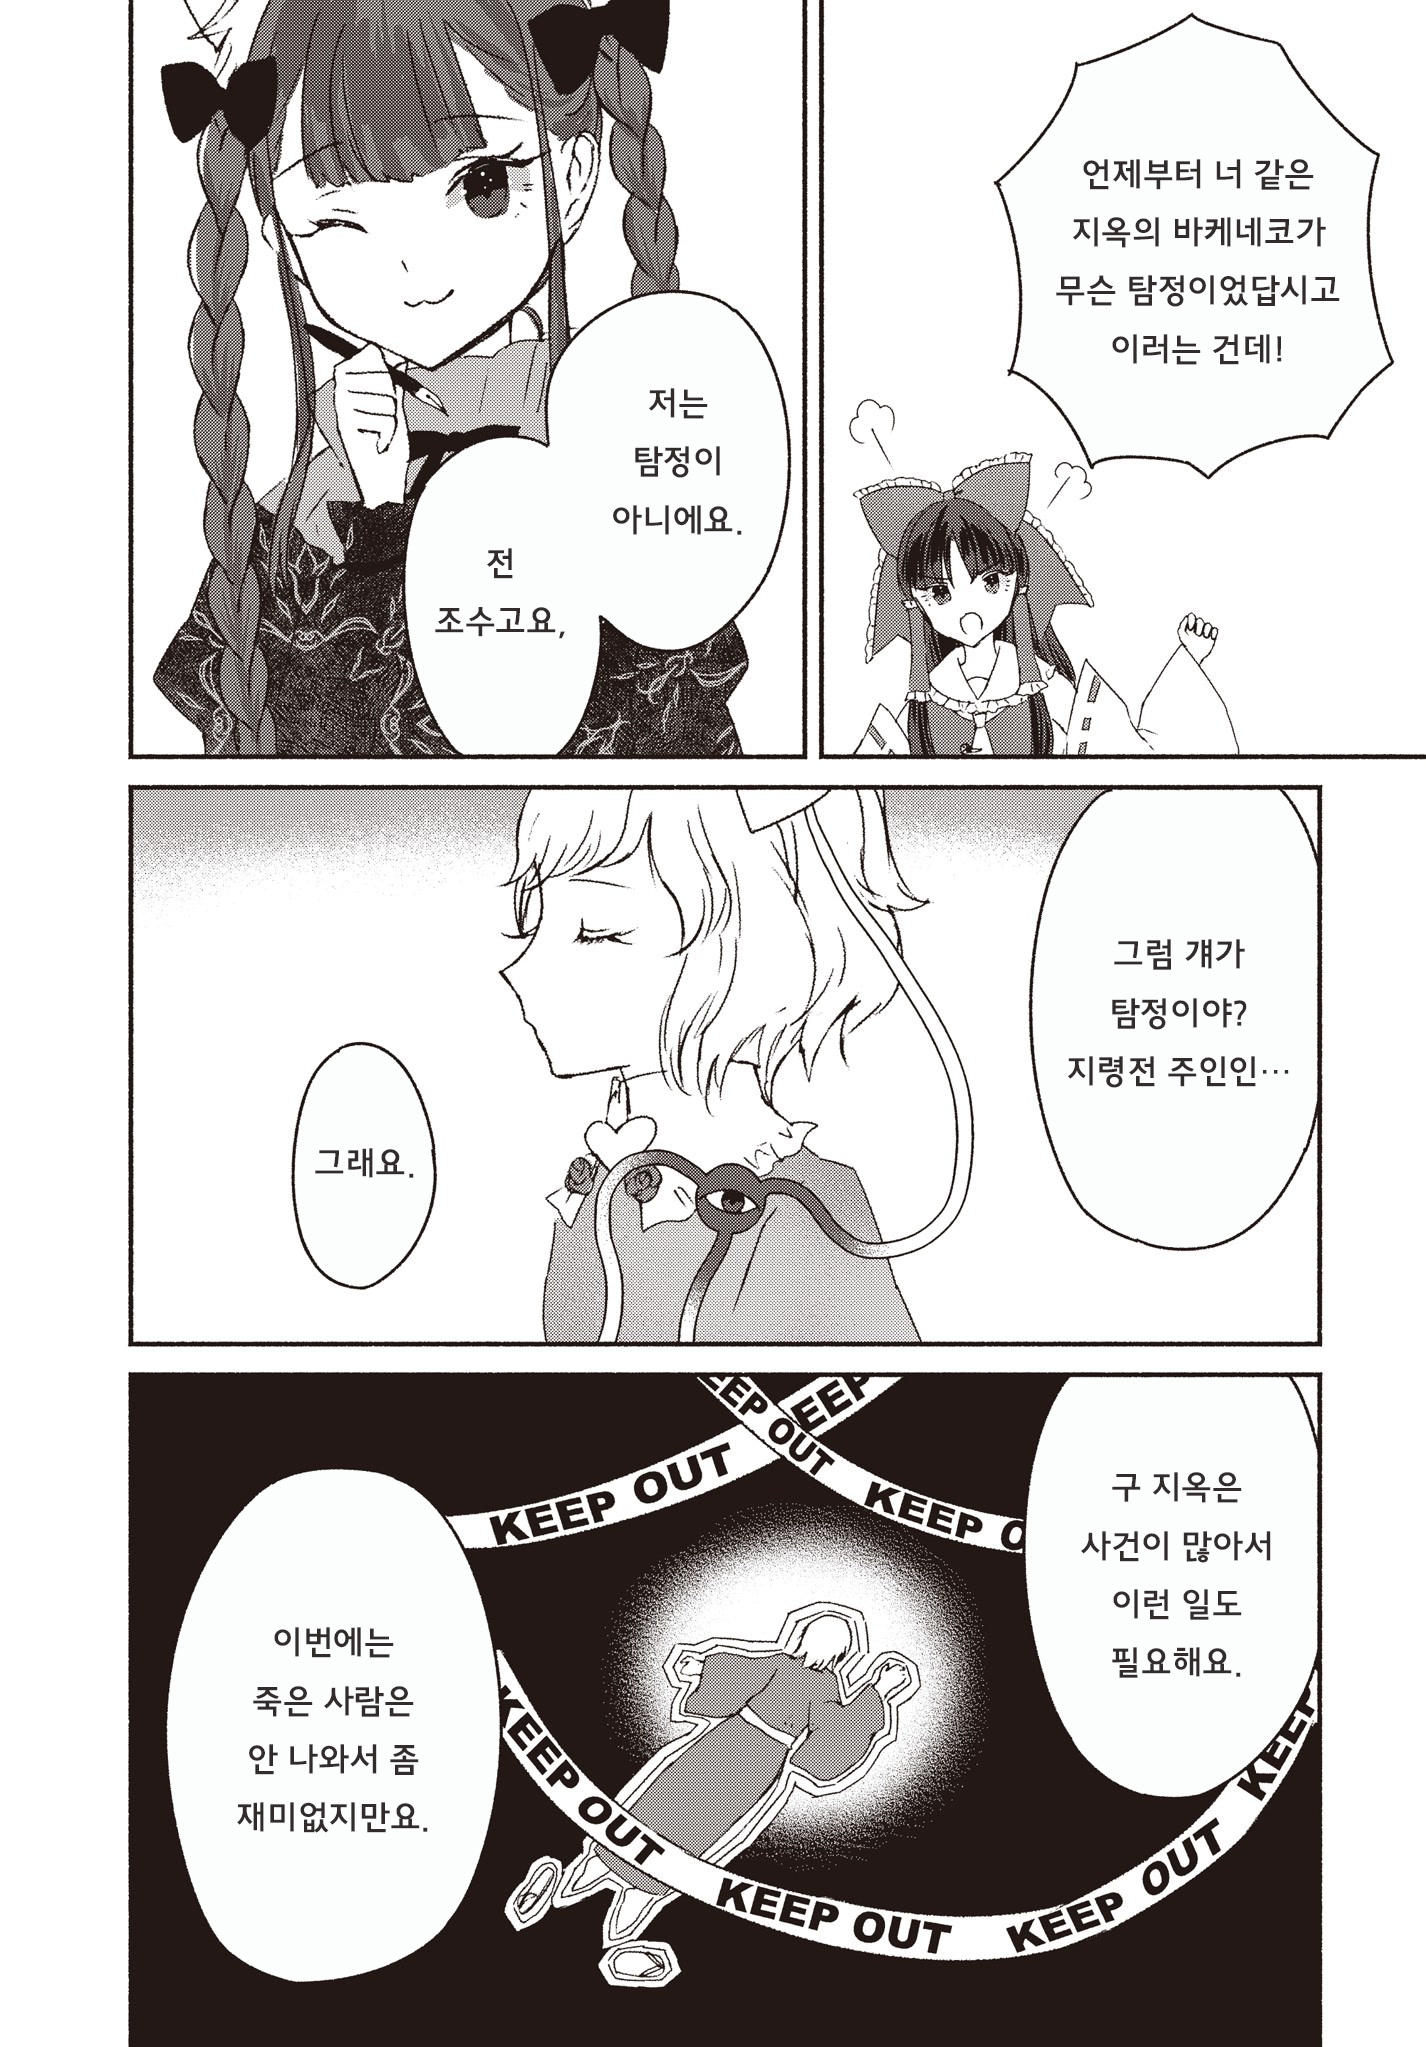 언제부터 너 같은
지옥의 바케네코가
무슨 탐정이었답시고
이러는 건데!
저는
탐정이
아니에요.
전
조수고요,
그럼 걔가
탐정이야?
지령전 주인인…
그래요.
구 지옥은
사건이 많아서
이런 일도
필요해요.
이번에는
죽은 사람은
안 나와서 좀
재미없지만요.
EEP
EEP OUT
KEEP OUT
KEEP O
KEEP OUT
KEEP OUT
KEEP OUT
KEEP